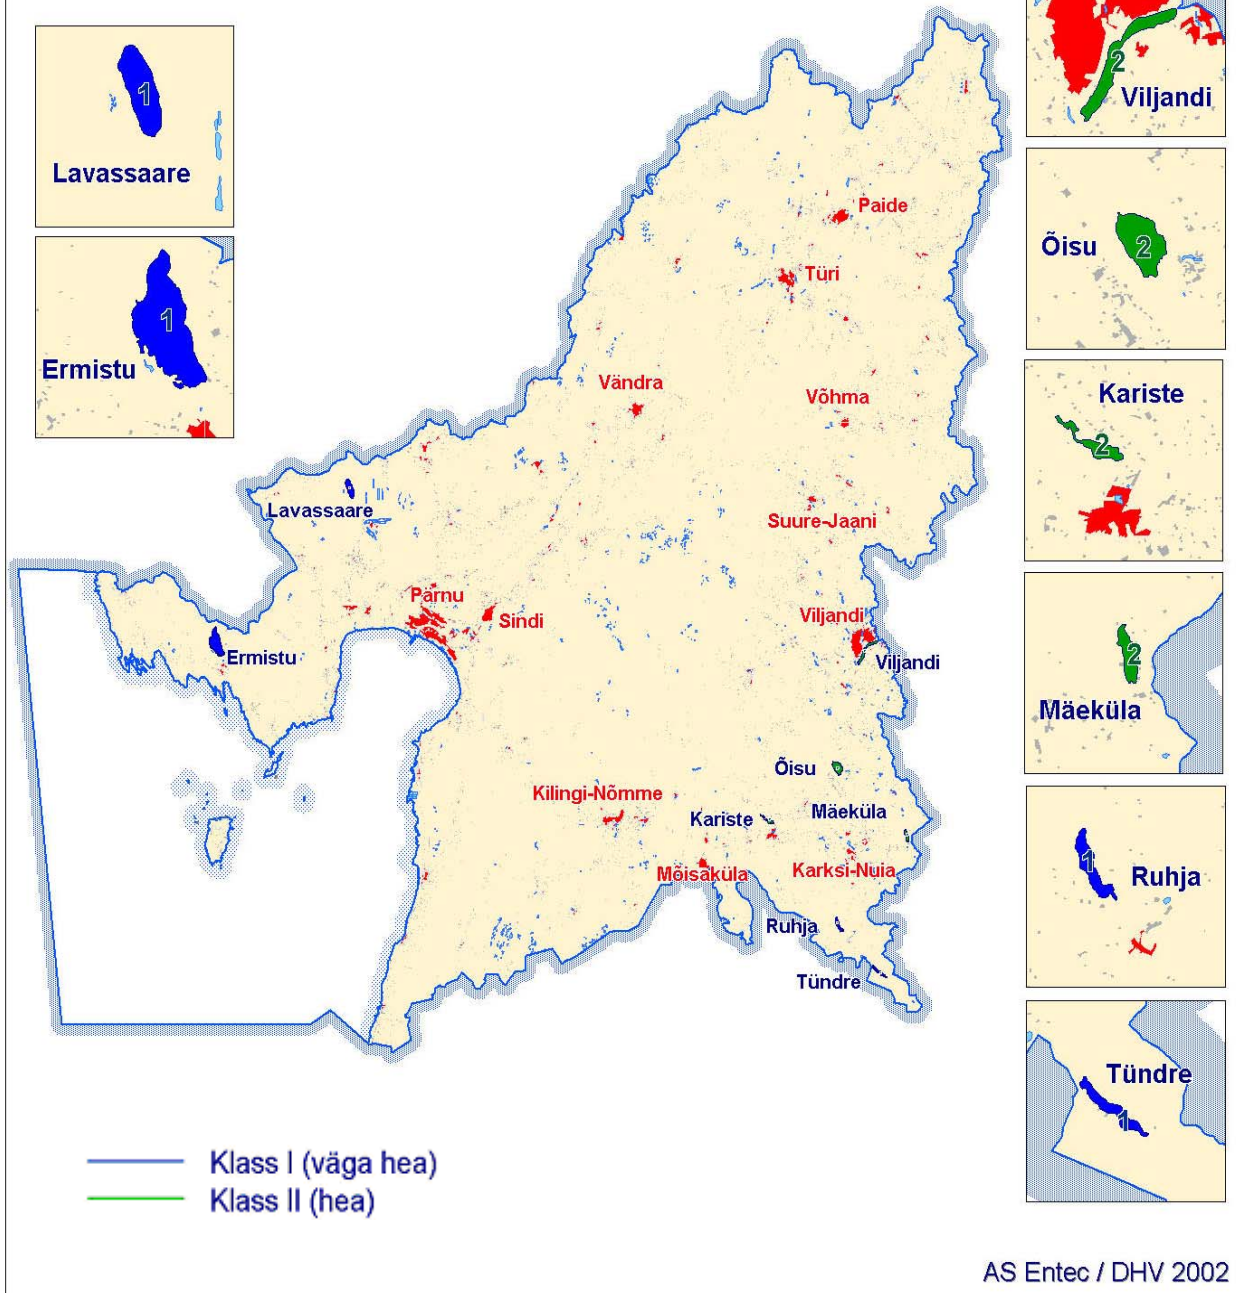 1
Lavassaare
1
Ermistu
2
Viljandi
Õisu
2
Kariste
2
2
Mäeküla
1
Ruhja
Tündre
1
Paide
Türi
Vändra
Võhma
Lavassaare
Suure-Jaani
Pärnu
Sindi
Viljandi
Ermistu
Viljandi
Õisu
Kilingi-Nõmme
Kariste
Mäeküla
Mõisaküla
Karksi-Nuia
Ruhja
Tündre
Klass I (väga hea)
Klass II (hea)
AS Entec / DHV 2002